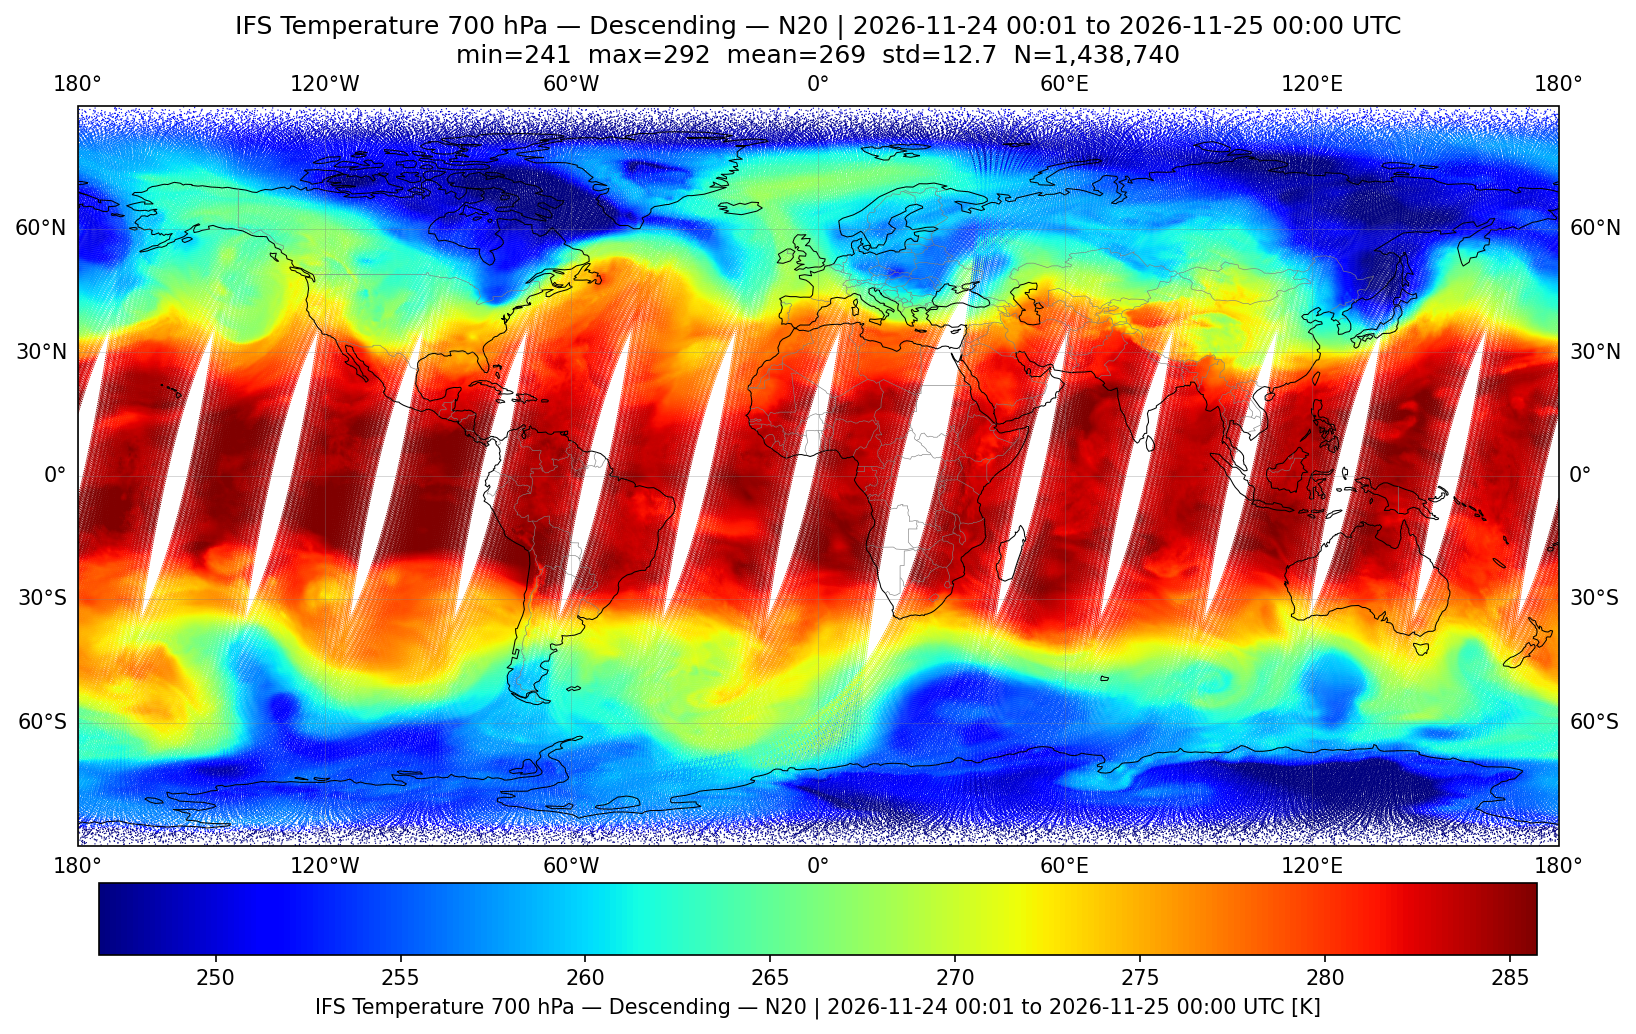 IFS Temperature 700 hPa — Descending — N20 | 2026-11-24 00:01 to 2026-11-25 00:00 UTC
min=241 max=292 mean=269 std=12.7 N=1,438,740
180° 120°W 60°W 0° 60°E 120°E 180°
60°N 60°N
30°N 30°N
0° 0°
30°S 30°S
60°S 60°S
180° 120°W 60°W 0° 60°E 120°E 180°
250 255 260 265 270 275 280 285
IFS Temperature 700 hPa — Descending — N20 | 2026-11-24 00:01 to 2026-11-25 00:00 UTC [K]